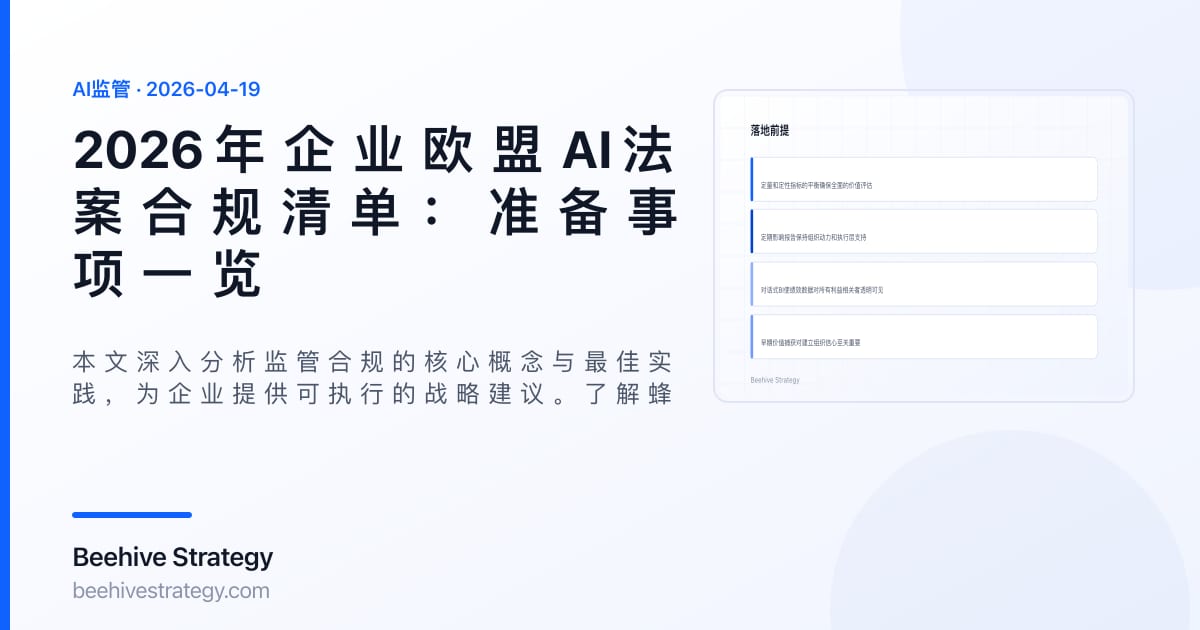 AI监管 · 2026-04-19
2026年企业欧盟AI法
案合规清单：准备事
项一览
本文深入分析监管合规的核心概念与最佳实
践，为企业提供可执行的战略建议。了解蜂
Beehive Strategy
beehivestrategy.com
落地前提
定量和定性指标的平衡确保全面的价值评估
定期影响报告保持组织动力和执行层支持
对话式BI使绩效数据对所有利益相关者透明可见
早期价值捕获对建立组织信心至关重要
Beehive Strategy